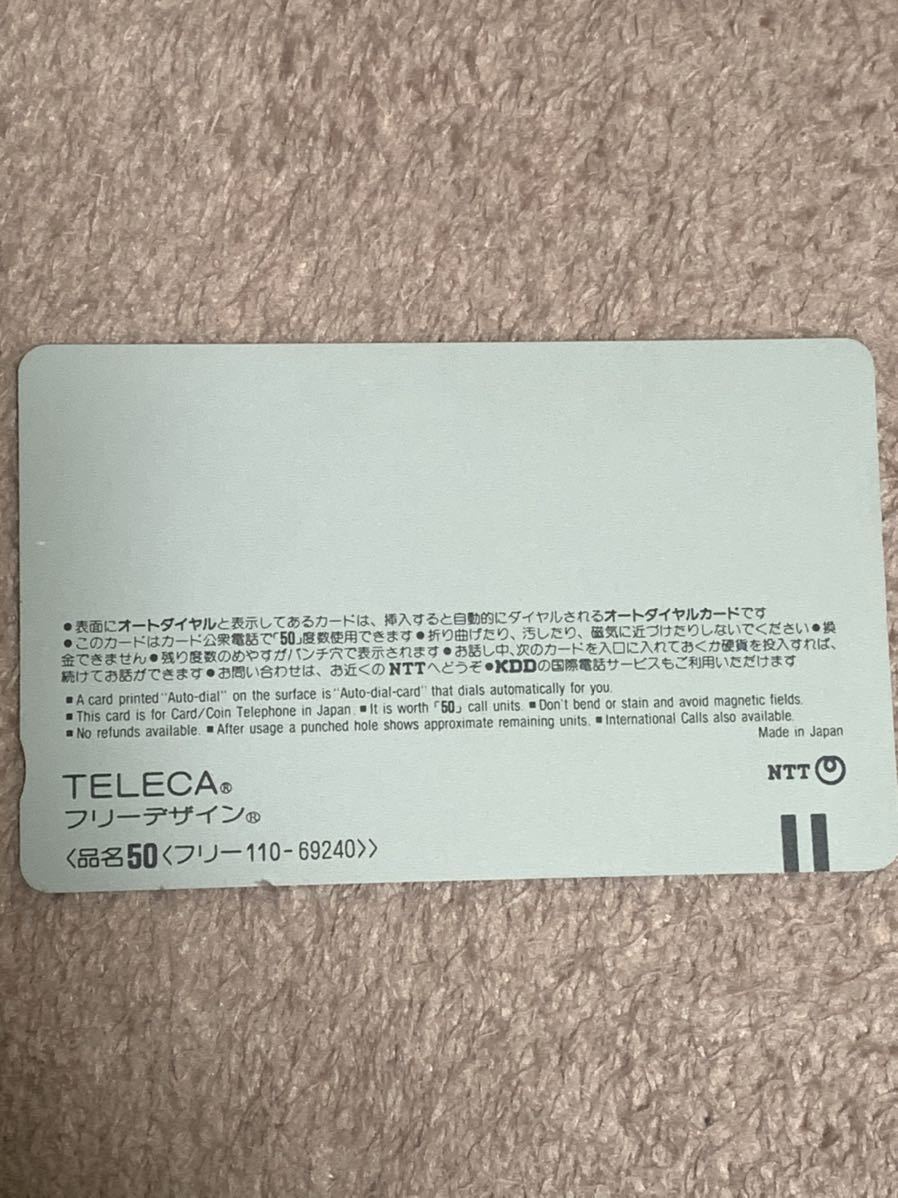 ●表面にオートダイヤルと表示してあるカードは、挿入すると自動的にダイヤルされるオートダイヤルカードです
●このカードはカード公衆電話で「50」度数使用できます●折り曲げたり、汚したり、磁気に近づけたりしないでください●換
金できません●残り度数のめやすがパンチ穴で表示されます●お話し中、次のカードを入口に入れておくか硬貨を投入すれば、
続けてお話ができます●お問い合わせは、お近くのNTTへどうぞ●KDDの国際電話サービスもご利用いただけます
■A card printed "Auto-dial" on the surface is "Auto-dial-card" that dials automatically for you.
■This card is for Card/Coin Telephone in Japan. ■It is worth「50」call units. ■Don't bend or stain and avoid magnetic fields.
■No refunds available. ■After usage a punched hole shows approximate remaining units. ■International Calls also available.
Made in Japan
TELECA®
NTT
フリーデザイン®
〈品名50〈フリー110-69240〉〉